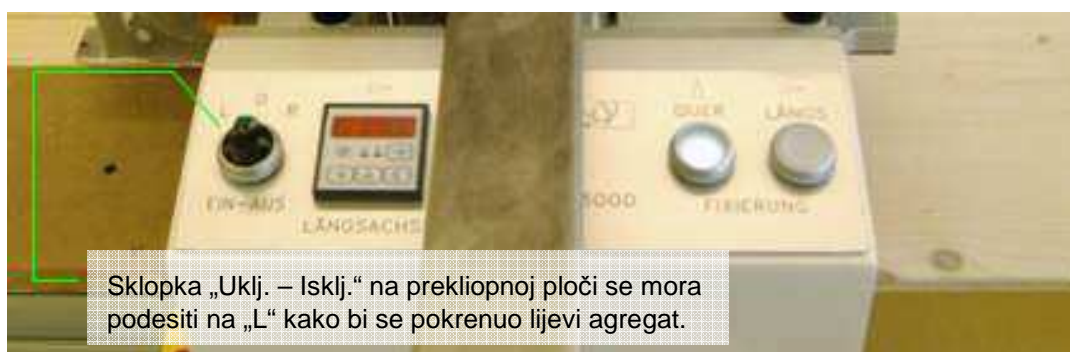 L O R
EIN-AUS
LÄNGSACHS
QUER LÄNGS
FIXIERUNG
Sklopka „Uklj. – Isklj.“ na prekliopnoj ploči se mora
podesiti na „L“ kako bi se pokrenuo lijevi agregat.